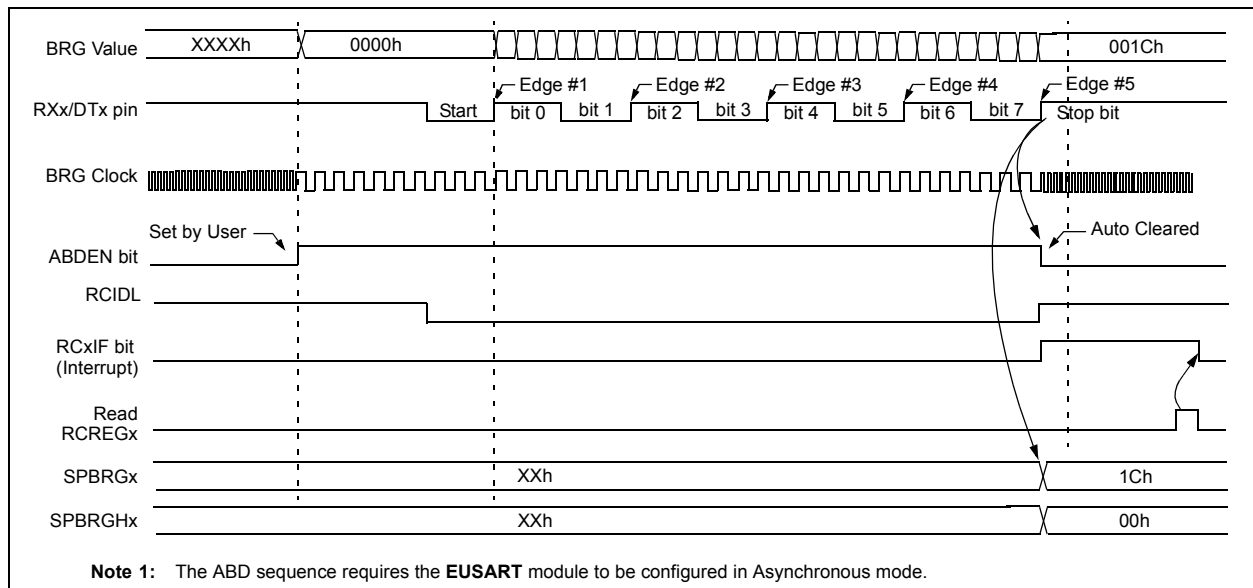 BRG Value XXXXh 0000h 001Ch
Edge #1 Edge #2 Edge #3 Edge #4 Edge #5
RXx/DTx pin Start bit 0 bit 1 bit 2 bit 3 bit 4 bit 5 bit 6 bit 7 Stop bit
BRG Clock
Set by User Auto Cleared
ABDEN bit
RCIDL
RCxIF bit
(Interrupt)
Read
RCREGx
SPBRGx XXh 1Ch
SPBRGHx XXh 00h
Note 1: The ABD sequence requires the EUSART module to be configured in Asynchronous mode.